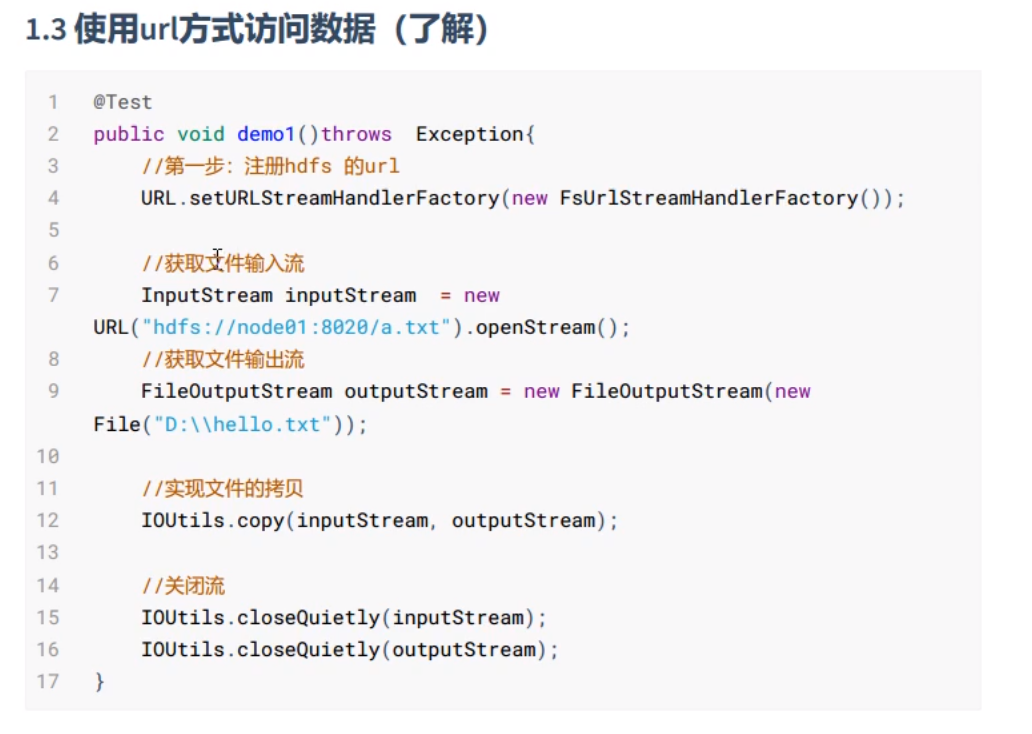 1.3 使用url方式访问数据（了解）
1 @Test
2 public void demo1()throws  Exception{
3     //第一步：注册hdfs 的url
4     URL.setURLStreamHandlerFactory(new FsUrlStreamHandlerFactory());
5
6     //获取文件输入流
7     InputStream inputStream  = new
URL("hdfs://node01:8020/a.txt").openStream();
8     //获取文件输出流
9     FileOutputStream outputStream = new FileOutputStream(new
File("D:\\hello.txt"));
10
11     //实现文件的拷贝
12     IOUtils.copy(inputStream, outputStream);
13
14     //关闭流
15     IOUtils.closeQuietly(inputStream);
16     IOUtils.closeQuietly(outputStream);
17 }